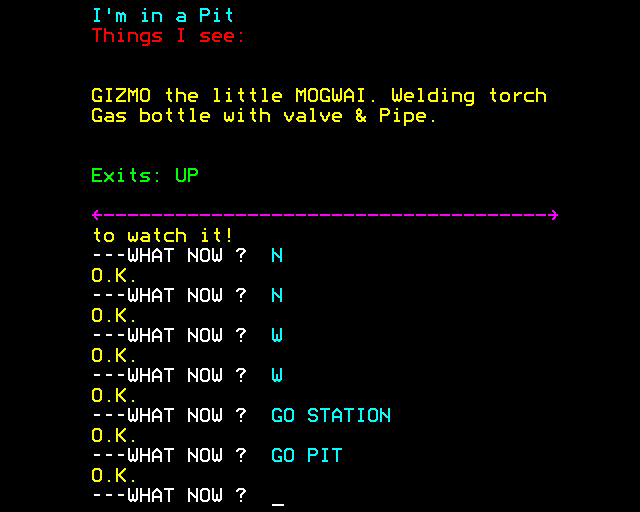 I'm in a Pit
Things I see:
GIZMO the little MOGWAI. Welding torch
Gas bottle with valve & Pipe.
Exits: UP
<-------------------------------------->
to watch it!
---WHAT NOW ?  N
O.K.
---WHAT NOW ?  N
O.K.
---WHAT NOW ?  W
O.K.
---WHAT NOW ?  W
O.K.
---WHAT NOW ?  GO STATION
O.K.
---WHAT NOW ?  GO PIT
O.K.
---WHAT NOW ?  _